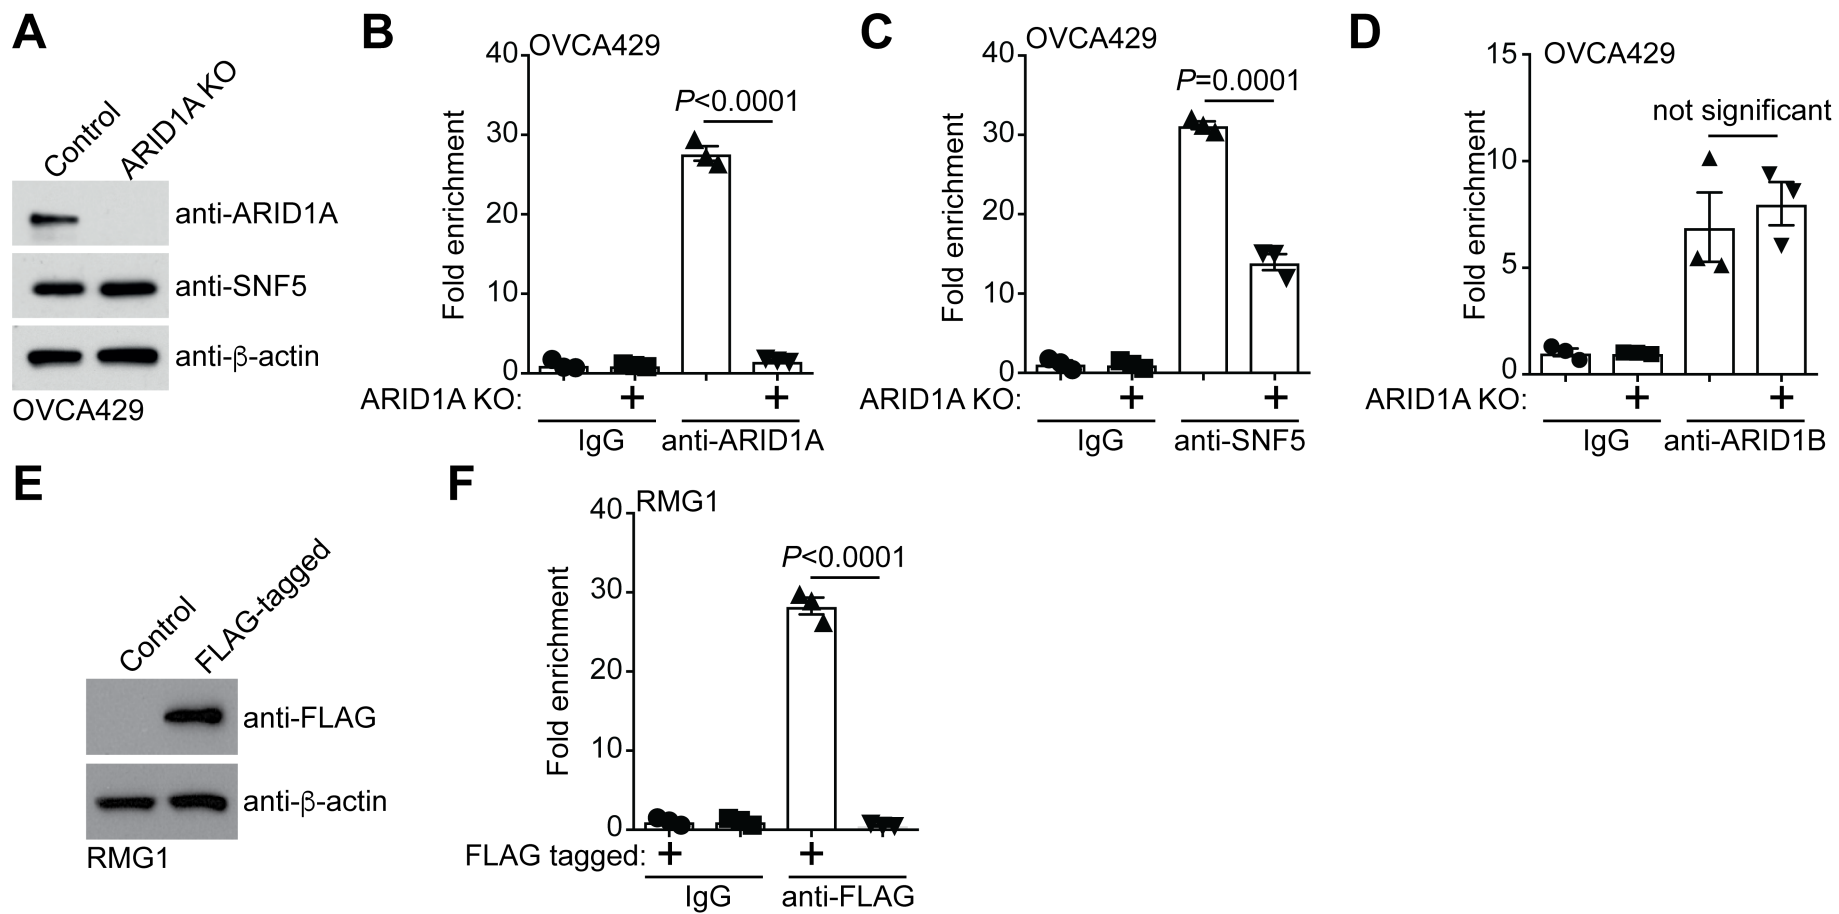 A
Control
ARID1A KO
anti-ARID1A
anti-SNF5
anti-β-actin
OVCA429
B
OVCA429
Fold enrichment
40
30
20
10
0
P<0.0001
ARID1A KO:
+
+
IgG
anti-ARID1A
C
OVCA429
Fold enrichment
40
30
20
10
0
P=0.0001
ARID1A KO:
+
+
IgG
anti-SNF5
D
OVCA429
Fold enrichment
15
10
5
0
not significant
ARID1A KO:
+
+
IgG
anti-ARID1B
E
Control
FLAG-tagged
anti-FLAG
anti-β-actin
RMG1
F
RMG1
Fold enrichment
40
30
20
10
0
P<0.0001
FLAG tagged:
+
+
IgG
anti-FLAG